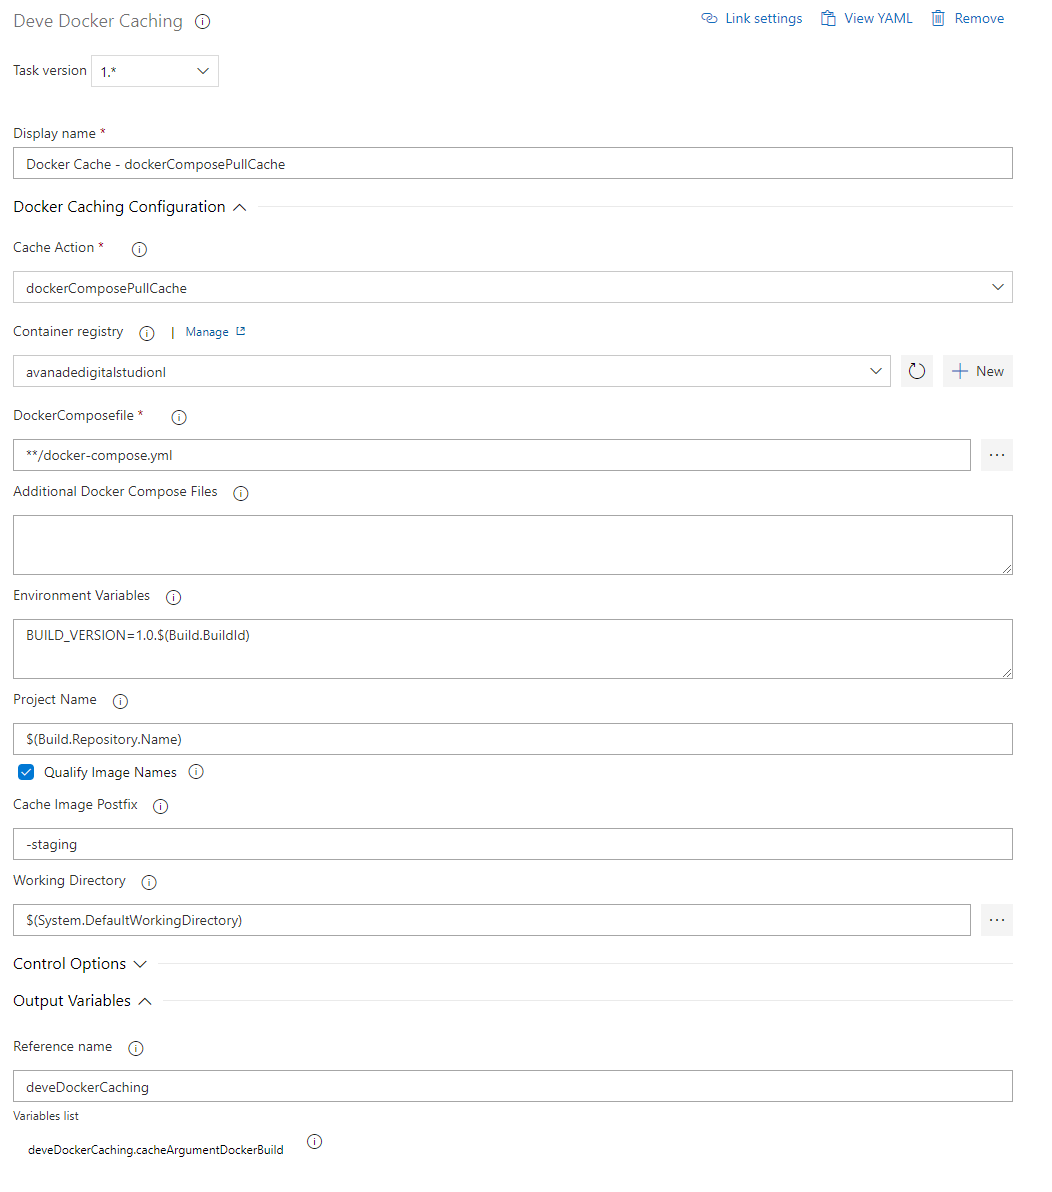 Deve Docker Caching
Link settings View YAML Remove
Task version 1.*
Display name *
Docker Cache - dockerComposePullCache
Docker Caching Configuration
Cache Action *
dockerComposePullCache
Container registry | Manage
avanadedigitalstudionl
New
DockerComposefile *
**/docker-compose.yml
...
Additional Docker Compose Files
Environment Variables
BUILD_VERSION=1.0.$(Build.BuildId)
Project Name
$(Build.Repository.Name)
Qualify Image Names
Cache Image Postfix
-staging
Working Directory
$(System.DefaultWorkingDirectory)
...
Control Options
Output Variables
Reference name
deveDockerCaching
Variables list
deveDockerCaching.cacheArgumentDockerBuild